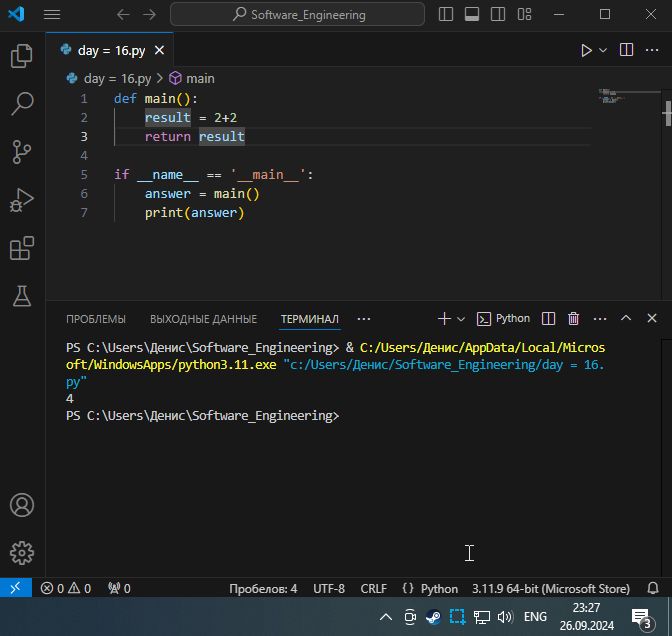 Software_Engineering
day = 16.py
day = 16.py > main
1 def main():
2     result = 2+2
3     return result
4
5 if __name__ == '__main__':
6     answer = main()
7     print(answer)
ПРОБЛЕМЫ ВЫХОДНЫЕ ДАННЫЕ ТЕРМИНАЛ ... Python
PS C:\Users\Денис\Software_Engineering> & C:/Users/Денис/AppData/Local/Micros
oft/WindowsApps/python3.11.exe "c:/Users/Денис/Software_Engineering/day = 16.
py"
4
PS C:\Users\Денис\Software_Engineering>
0 0 0 Пробелов: 4 UTF-8 CRLF {} Python 3.11.9 64-bit (Microsoft Store)
ENG
23:27
26.09.2024
3